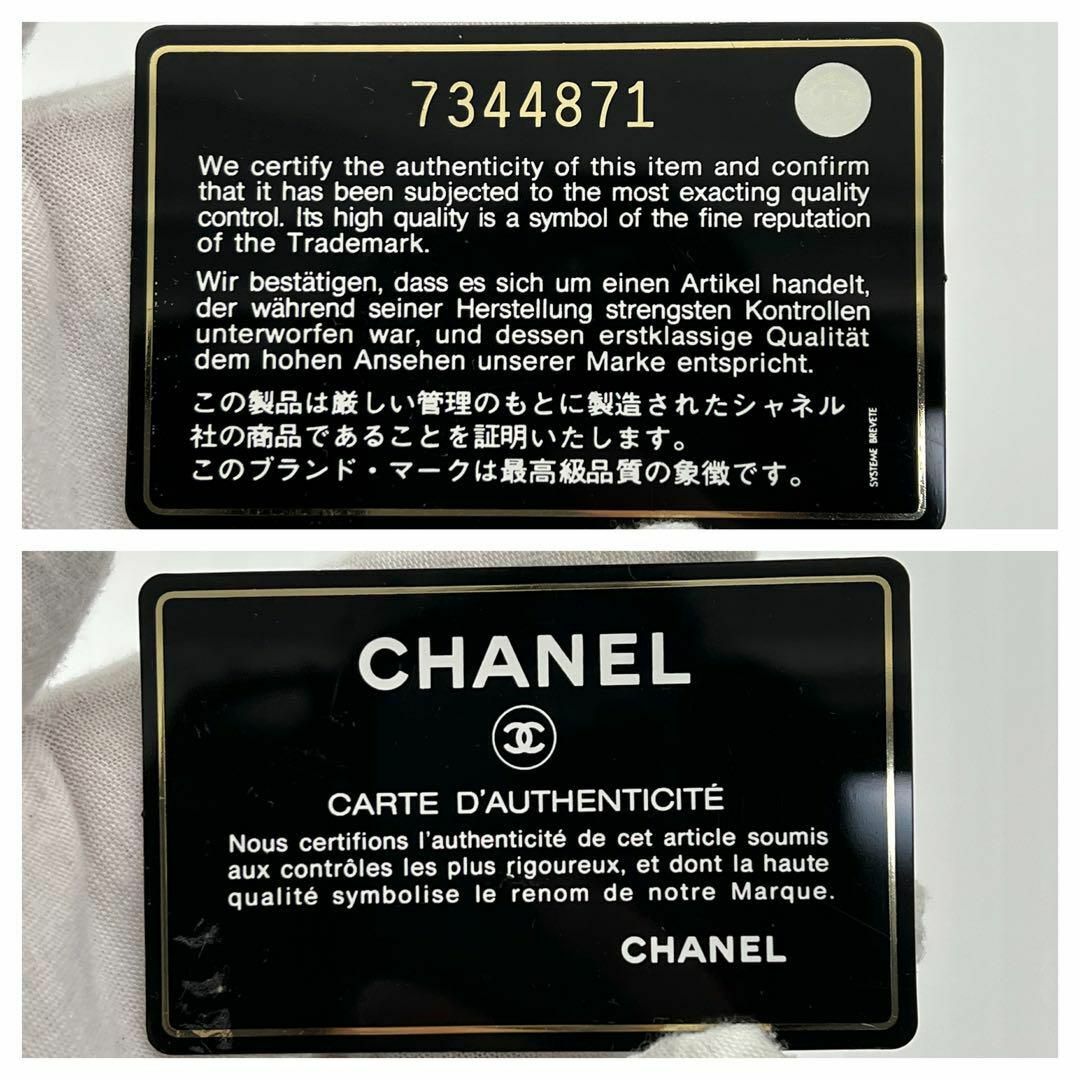 7344871
We certify the authenticity of this item and confirm
that it has been subjected to the most exacting quality
control. Its high quality is a symbol of the fine reputation
of the Trademark.
Wir bestätigen, dass es sich um einen Artikel handelt,
der während seiner Herstellung strengsten Kontrollen
unterworfen war, und dessen erstklassige Qualität
dem hohen Ansehen unserer Marke entspricht.
この製品は厳しい管理のもとに製造されたシャネル
社の商品であることを証明いたします。
このブランド・マークは最高級品質の象徴です。
SYSTEME BREVETE
CHANEL
CARTE D'AUTHENTICITÉ
Nous certifions l'authenticité de cet article soumis
aux contrôles les plus rigoureux, et dont la haute
qualité symbolise le renom de notre Marque.
CHANEL